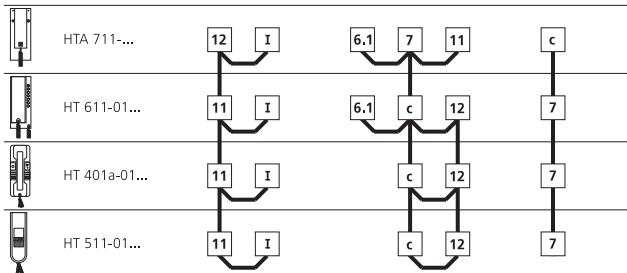 HTA 711-... 12 I 6.1 7 11 c
HT 611-01... 11 I 6.1 c 12 7
HT 401a-01... 11 I c 12 7
HT 511-01... 11 I c 12 7